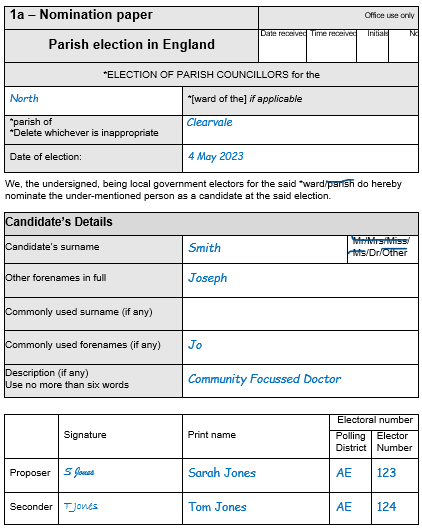 1a – Nomination paper
Office use only
Parish election in England
Date received Time received Initials No
*ELECTION OF PARISH COUNCILLORS for the
North *[ward of the] if applicable
*parish of Clearvale
*Delete whichever is inappropriate
Date of election: 4 May 2023
We, the undersigned, being local government electors for the said *ward/parish do hereby
nominate the under-mentioned person as a candidate at the said election.
Candidate's Details
Candidate's surname Smith Mr/Mrs/Miss/
Ms/Dr/Other
Other forenames in full Joseph
Commonly used surname (if any)
Commonly used forenames (if any) Jo
Description (if any)
Use no more than six words Community Focussed Doctor
Electoral number
Signature Print name Polling District Elector Number
Proposer S Jones Sarah Jones AE 123
Seconder T Jones Tom Jones AE 124